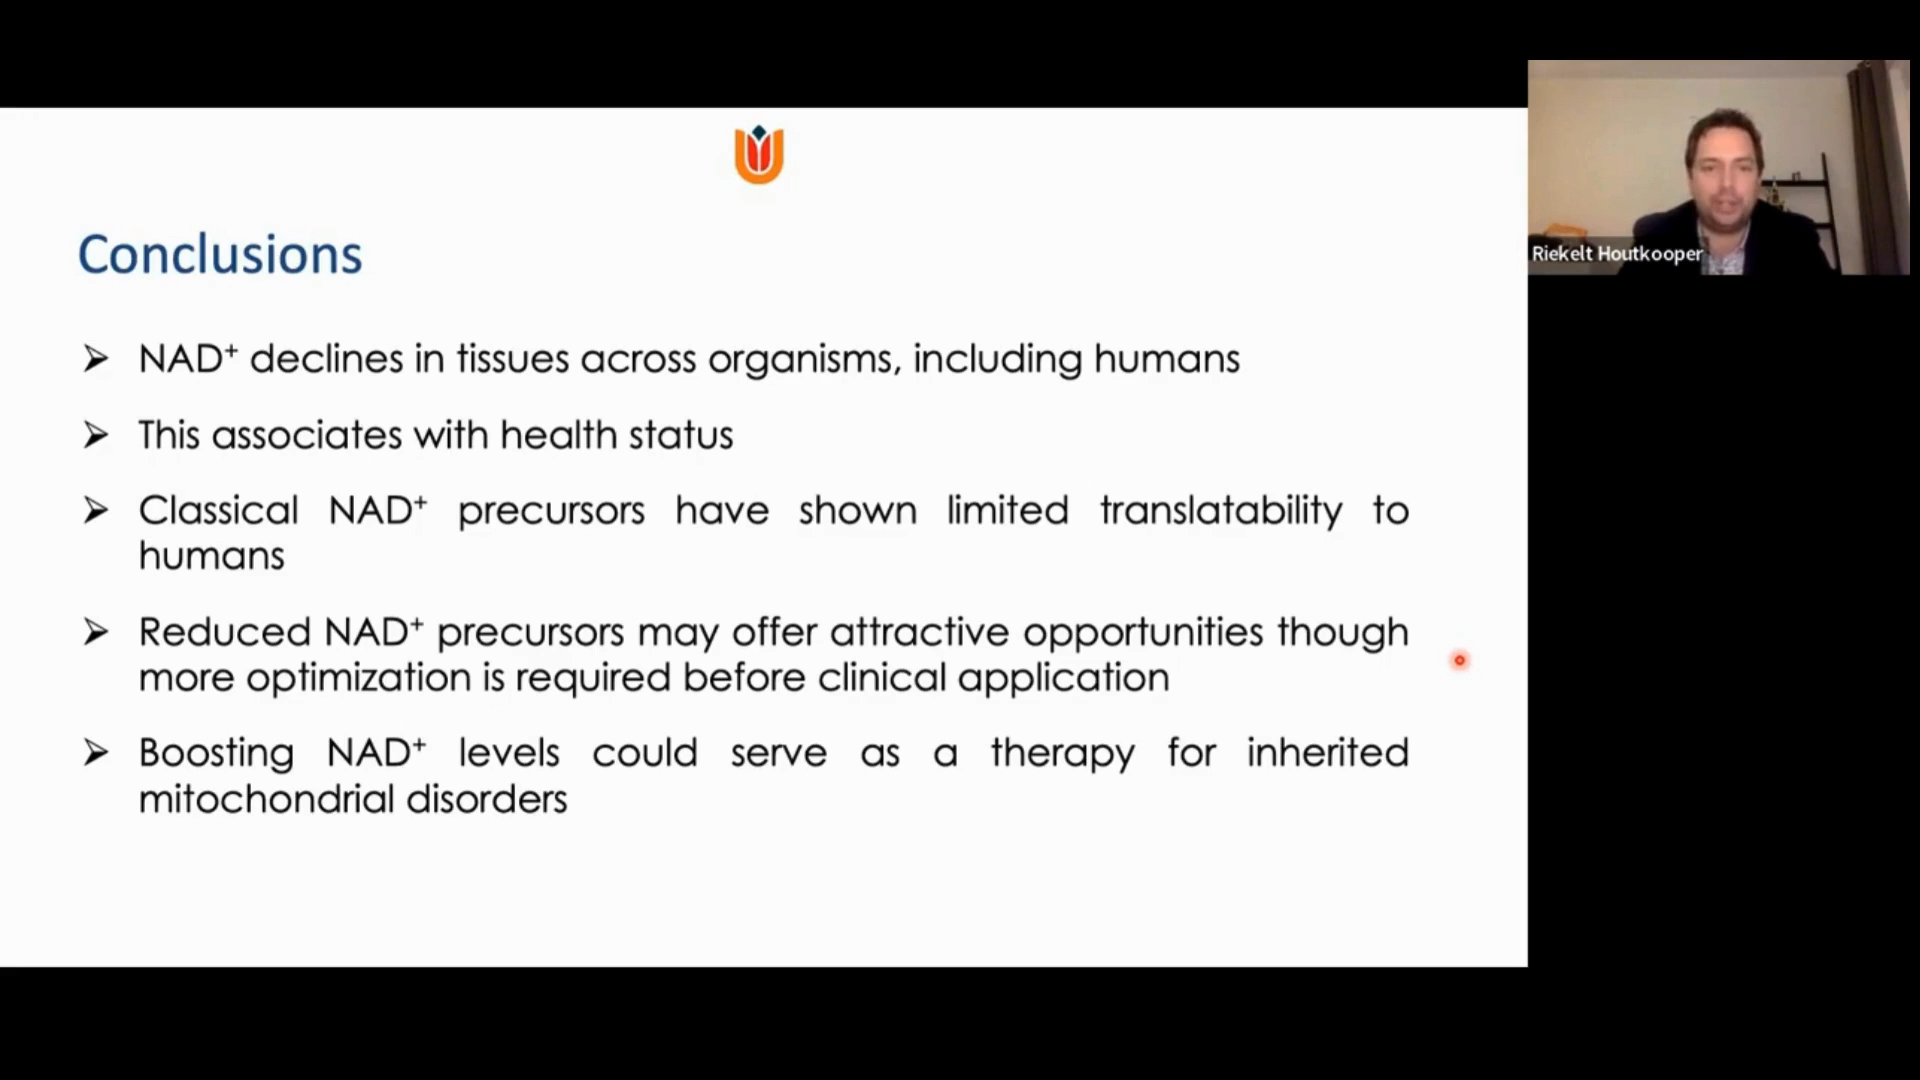 Conclusions
➢ NAD⁺ declines in tissues across organisms, including humans
➢ This associates with health status
➢ Classical NAD⁺ precursors have shown limited translatability to
humans
➢ Reduced NAD⁺ precursors may offer attractive opportunities though
more optimization is required before clinical application
➢ Boosting NAD⁺ levels could serve as a therapy for inherited
mitochondrial disorders
Riekelt Houtkooper